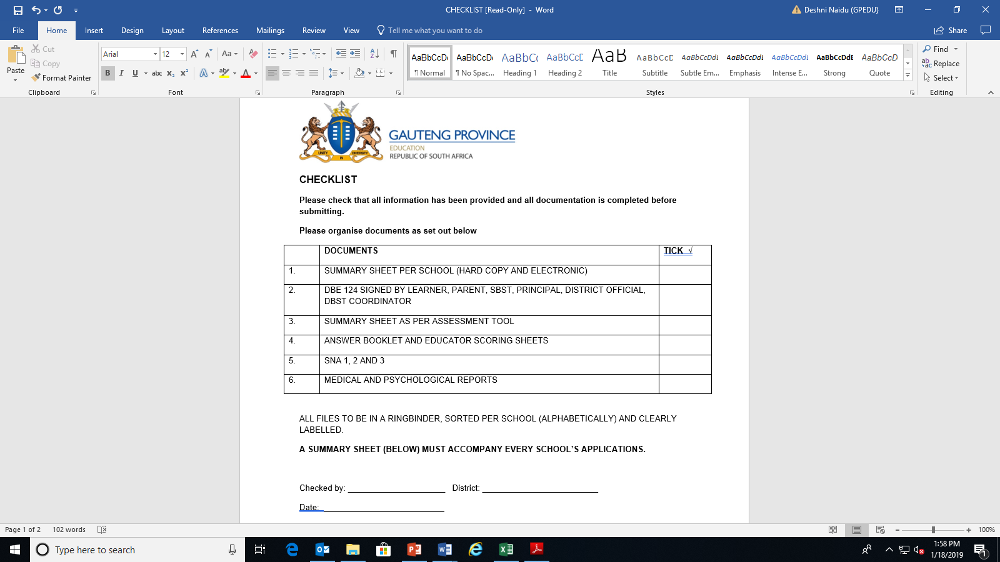 CHECKLIST [Read-Only] - Word
Deshni Naidu (GPEDU)
File Home Insert Design Layout References Mailings Review View Tell me what you want to do
Share
Paste
Cut
Copy
Format Painter
Clipboard
Arial 12
Font
Paragraph
AaBbCcDc AaBbCcDc AaBbCc AaBbCcD AaB AaBbCcD AaBbCcDdE AaBbCcDdE AaBbCcDdE AaBbCcDdE AaBbCcD
¶ Normal ¶ No Spac... Heading 1 Heading 2 Title Subtitle Subtle Em... Emphasis Intense E... Strong Quote
Styles
Find
Replace
Select
Editing
UNITY IN DIVERSITY
GAUTENG PROVINCE
EDUCATION
REPUBLIC OF SOUTH AFRICA
CHECKLIST
Please check that all information has been provided and all documentation is completed before
submitting.
Please organise documents as set out below
DOCUMENTS TICK √
1. SUMMARY SHEET PER SCHOOL (HARD COPY AND ELECTRONIC)
2. DBE 124 SIGNED BY LEARNER, PARENT, SBST, PRINCIPAL, DISTRICT OFFICIAL,
DBST COORDINATOR
3. SUMMARY SHEET AS PER ASSESSMENT TOOL
4. ANSWER BOOKLET AND EDUCATOR SCORING SHEETS
5. SNA 1, 2 AND 3
6. MEDICAL AND PSYCHOLOGICAL REPORTS
ALL FILES TO BE IN A RINGBINDER, SORTED PER SCHOOL (ALPHABETICALLY) AND CLEARLY
LABELLED.
A SUMMARY SHEET (BELOW) MUST ACCOMPANY EVERY SCHOOL'S APPLICATIONS.
Checked by: ____________________ District: ________________________
Date: _________________________
Page 1 of 2 102 words
100%
Type here to search
1:58 PM
1/18/2019
1